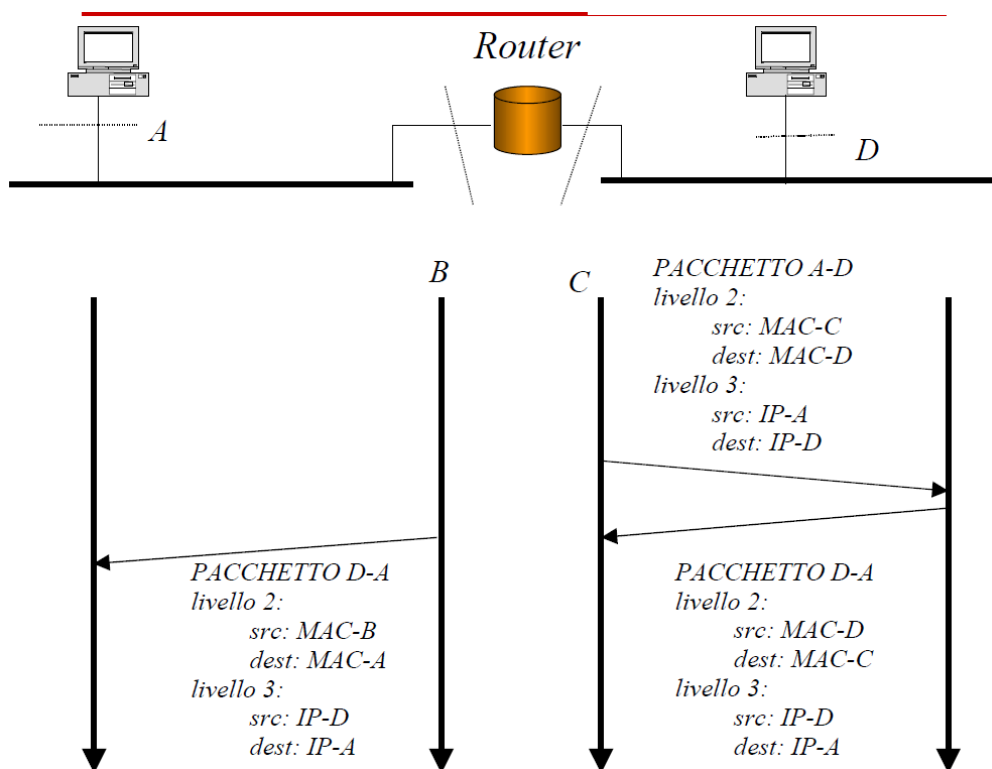 Router
A
D
B
C
PACCHETTO A-D
livello 2:
src: MAC-C
dest: MAC-D
livello 3:
src: IP-A
dest: IP-D
PACCHETTO D-A
livello 2:
src: MAC-B
dest: MAC-A
livello 3:
src: IP-D
dest: IP-A
PACCHETTO D-A
livello 2:
src: MAC-D
dest: MAC-C
livello 3:
src: IP-D
dest: IP-A